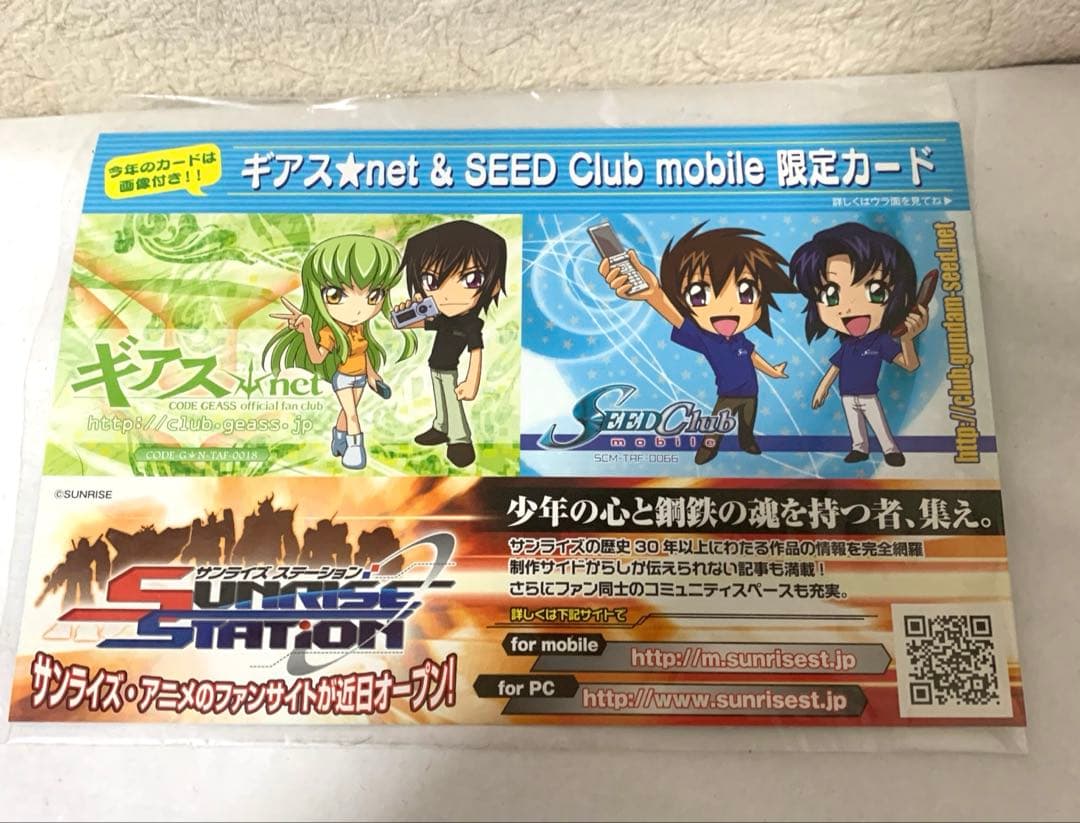 今年のカードは
画像付き!!
ギアス★net & SEED Club mobile 限定カード
詳しくはウラ面を見てね▶
ギアス net
CODE GEASS official fan club
http://club.geass.jp
CODE-G★N-TAF-0018
SEED Club
mobile
SCM-TAF-0066
http://club.gundam-seed.net
©SUNRISE
サンライズ ステーション
SUNRISE
STATION
サンライズ・アニメのファンサイトが近日オープン!
少年の心と鋼鉄の魂を持つ者、集え。
サンライズの歴史30年以上にわたる作品の情報を完全網羅
制作サイドからしか伝えられない記事も満載!
さらにファン同士のコミュニティスペースも充実。
詳しくは下記サイトで
for mobile
http://m.sunrisest.jp
for PC
http://www.sunrisest.jp